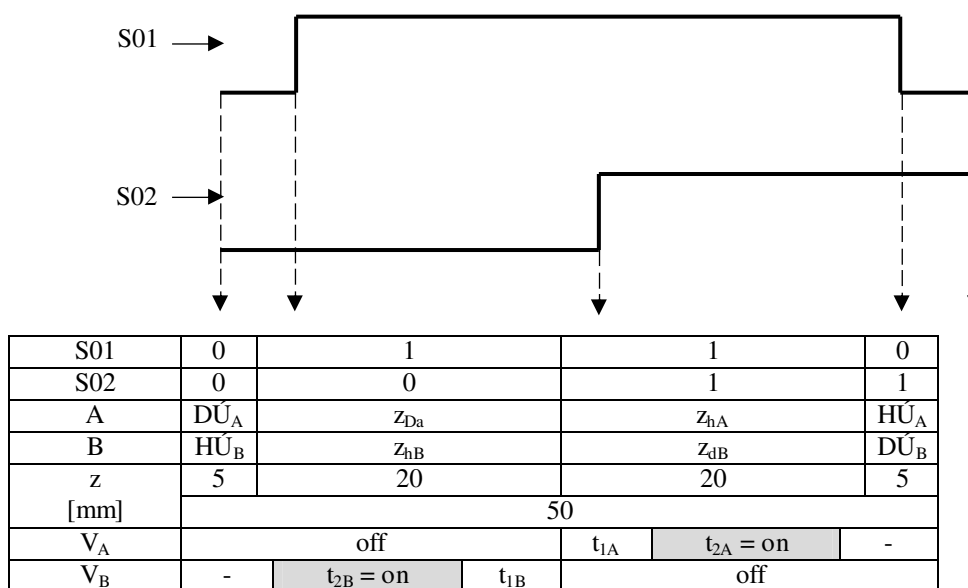 S01
S02
S01 0 1 1 0
S02 0 0 1 1
A DÚA zDa zhA HÚA
B HÚB zhB zdB DÚB
z 5 20 20 5
[mm] 50
VA off t1A t2A = on -
VB - t2B = on t1B off